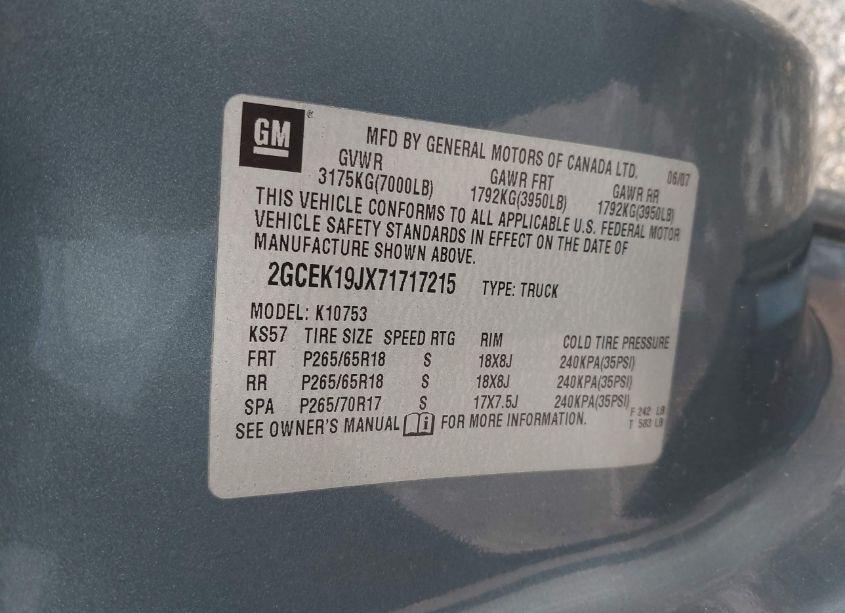 GM®
MFD BY GENERAL MOTORS OF CANADA LTD. 06/07
GVWR GAWR FRT GAWR RR
3175KG(7000LB) 1792KG(3950LB) 1792KG(3950LB)
THIS VEHICLE CONFORMS TO ALL APPLICABLE U.S. FEDERAL MOTOR
VEHICLE SAFETY STANDARDS IN EFFECT ON THE DATE OF
MANUFACTURE SHOWN ABOVE.
2GCEK19JX71717215 TYPE: TRUCK
MODEL: K10753
KS57 TIRE SIZE SPEED RTG RIM COLD TIRE PRESSURE
FRT P265/65R18 S 18X8J 240KPA(35PSI)
RR P265/65R18 S 18X8J 240KPA(35PSI)
SPA P265/70R17 S 17X7.5J 240KPA(35PSI)
F 242 LB
SEE OWNER'S MANUAL i FOR MORE INFORMATION. T 583 LB